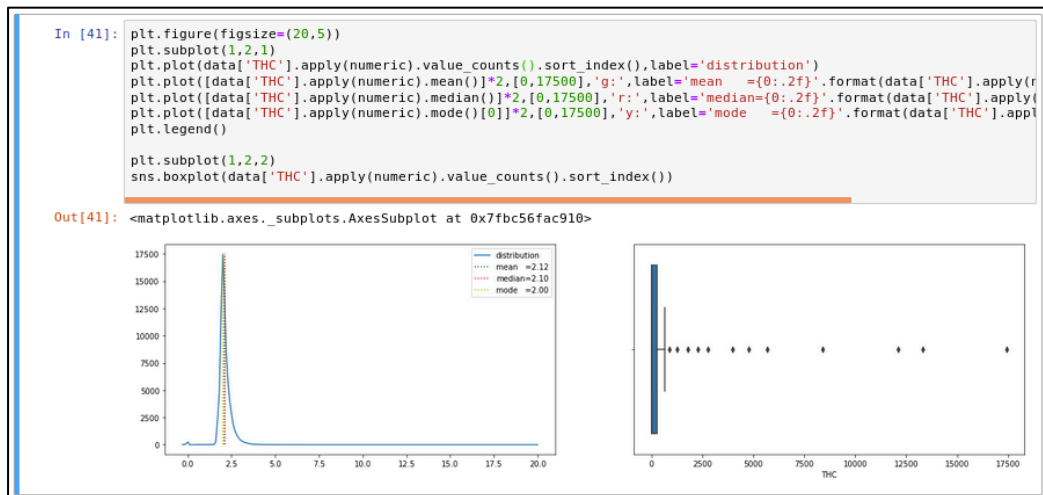 In [41]: plt.figure(figsize=(20,5))
plt.subplot(1,2,1)
plt.plot(data['THC'].apply(numeric).value_counts().sort_index(),label='distribution')
plt.plot([data['THC'].apply(numeric).mean()]*2,[0,17500],'g:',label='mean   ={0:.2f}'.format(data['THC'].apply(
plt.plot([data['THC'].apply(numeric).median()]*2,[0,17500],'r:',label='median={0:.2f}'.format(data['THC'].apply(
plt.plot([data['THC'].apply(numeric).mode()[0]]*2,[0,17500],'y:',label='mode   ={0:.2f}'.format(data['THC'].appl
plt.legend()
plt.subplot(1,2,2)
sns.boxplot(data['THC'].apply(numeric).value_counts().sort_index())
Out[41]: <matplotlib.axes._subplots.AxesSubplot at 0x7fbc56fac910>
17500
15000
12500
10000
7500
5000
2500
0
0.0 2.5 5.0 7.5 10.0 12.5 15.0 17.5 20.0
distribution
mean   =2.12
median=2.10
mode   =2.00
0 2500 5000 7500 10000 12500 15000 17500
THC